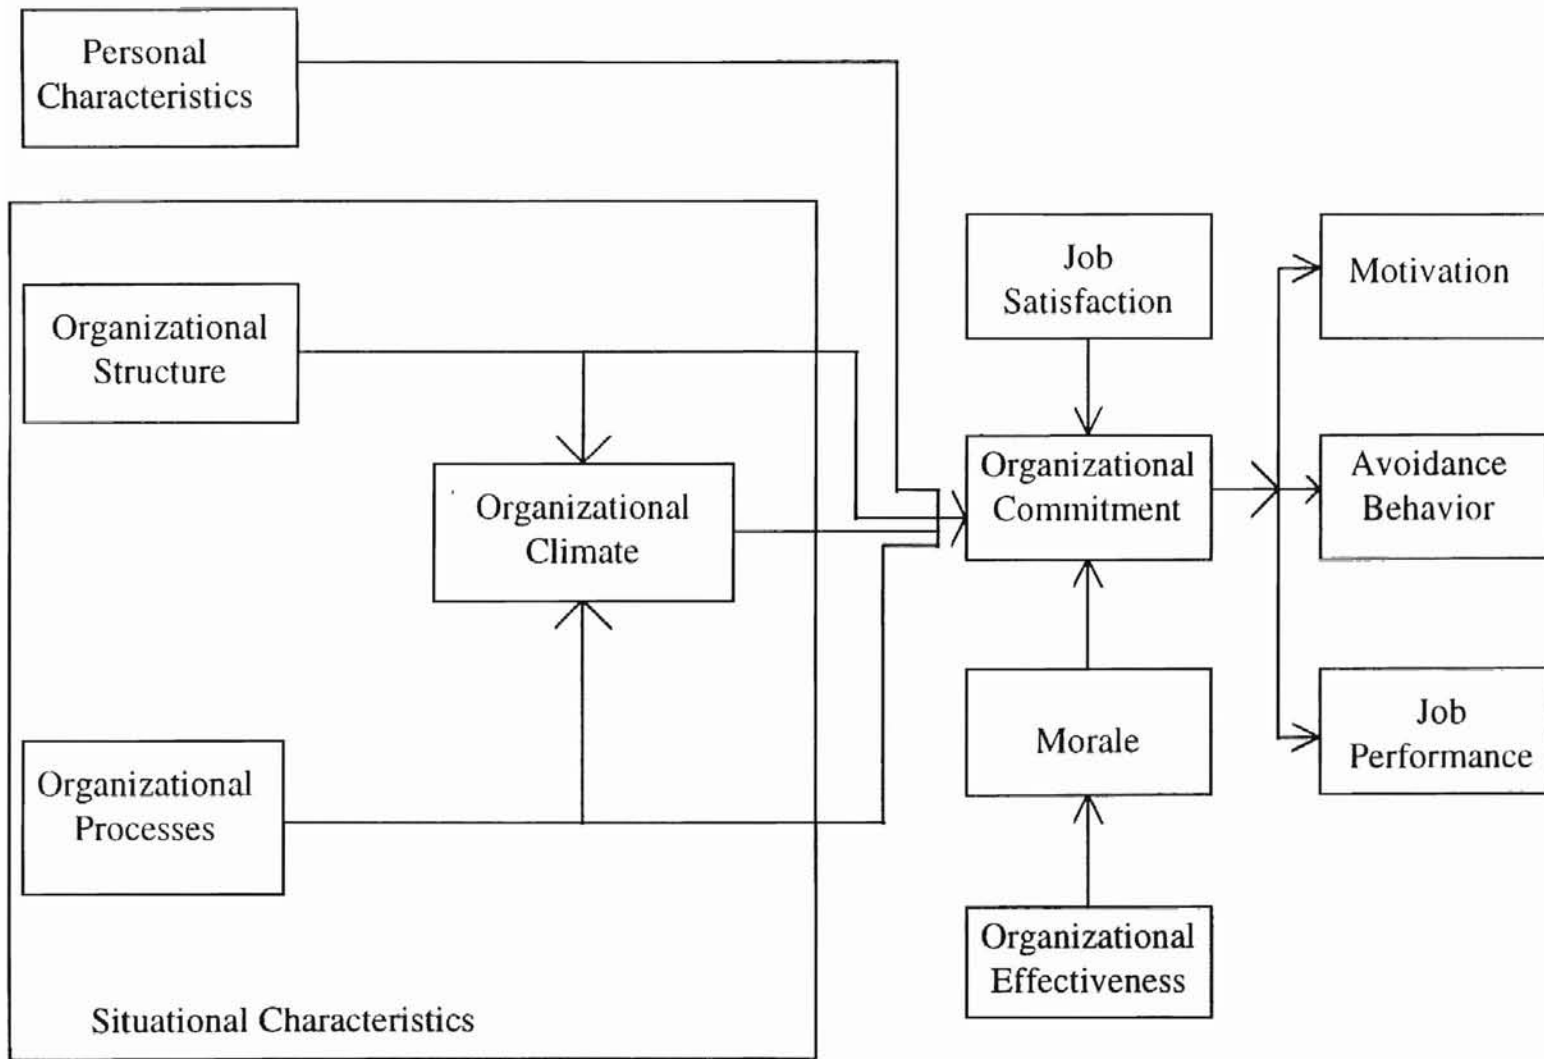 Personal
Characteristics
Organizational
Structure
Organizational
Climate
Organizational
Processes
Situational Characteristics
Job
Satisfaction
Organizational
Commitment
Morale
Organizational
Effectiveness
Motivation
Avoidance
Behavior
Job
Performance